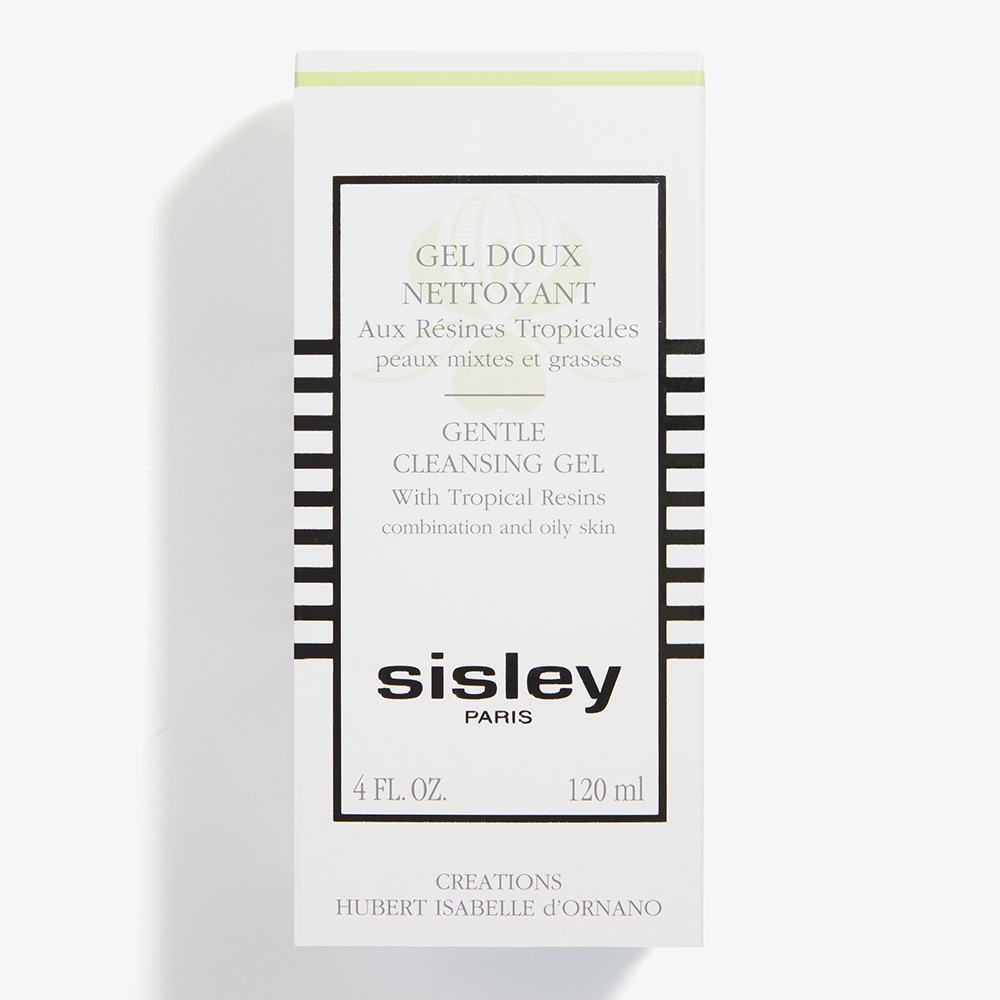 GEL DOUX
NETTOYANT
Aux Résines Tropicales
peaux mixtes et grasses
GENTLE
CLEANSING GEL
With Tropical Resins
combination and oily skin
sisley
PARIS
4 FL. OZ. 120 ml
CREATIONS
HUBERT ISABELLE d'ORNANO